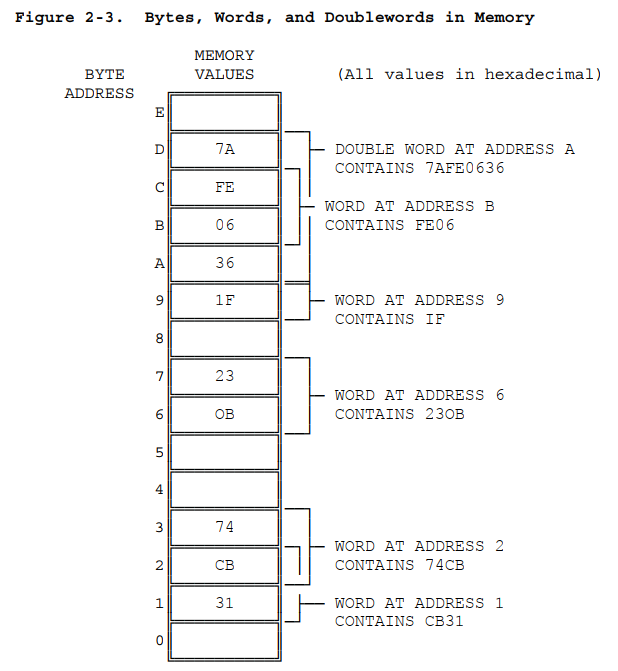 Figure 2-3.  Bytes, Words, and Doublewords in Memory
MEMORY
BYTE VALUES (All values in hexadecimal)
ADDRESS
E
D 7A DOUBLE WORD AT ADDRESS A
CONTAINS 7AFE0636
C FE
WORD AT ADDRESS B
B 06 CONTAINS FE06
A 36
9 1F WORD AT ADDRESS 9
CONTAINS IF
8
7 23
WORD AT ADDRESS 6
6 OB CONTAINS 23OB
5
4
3 74
WORD AT ADDRESS 2
2 CB CONTAINS 74CB
1 31 WORD AT ADDRESS 1
CONTAINS CB31
0